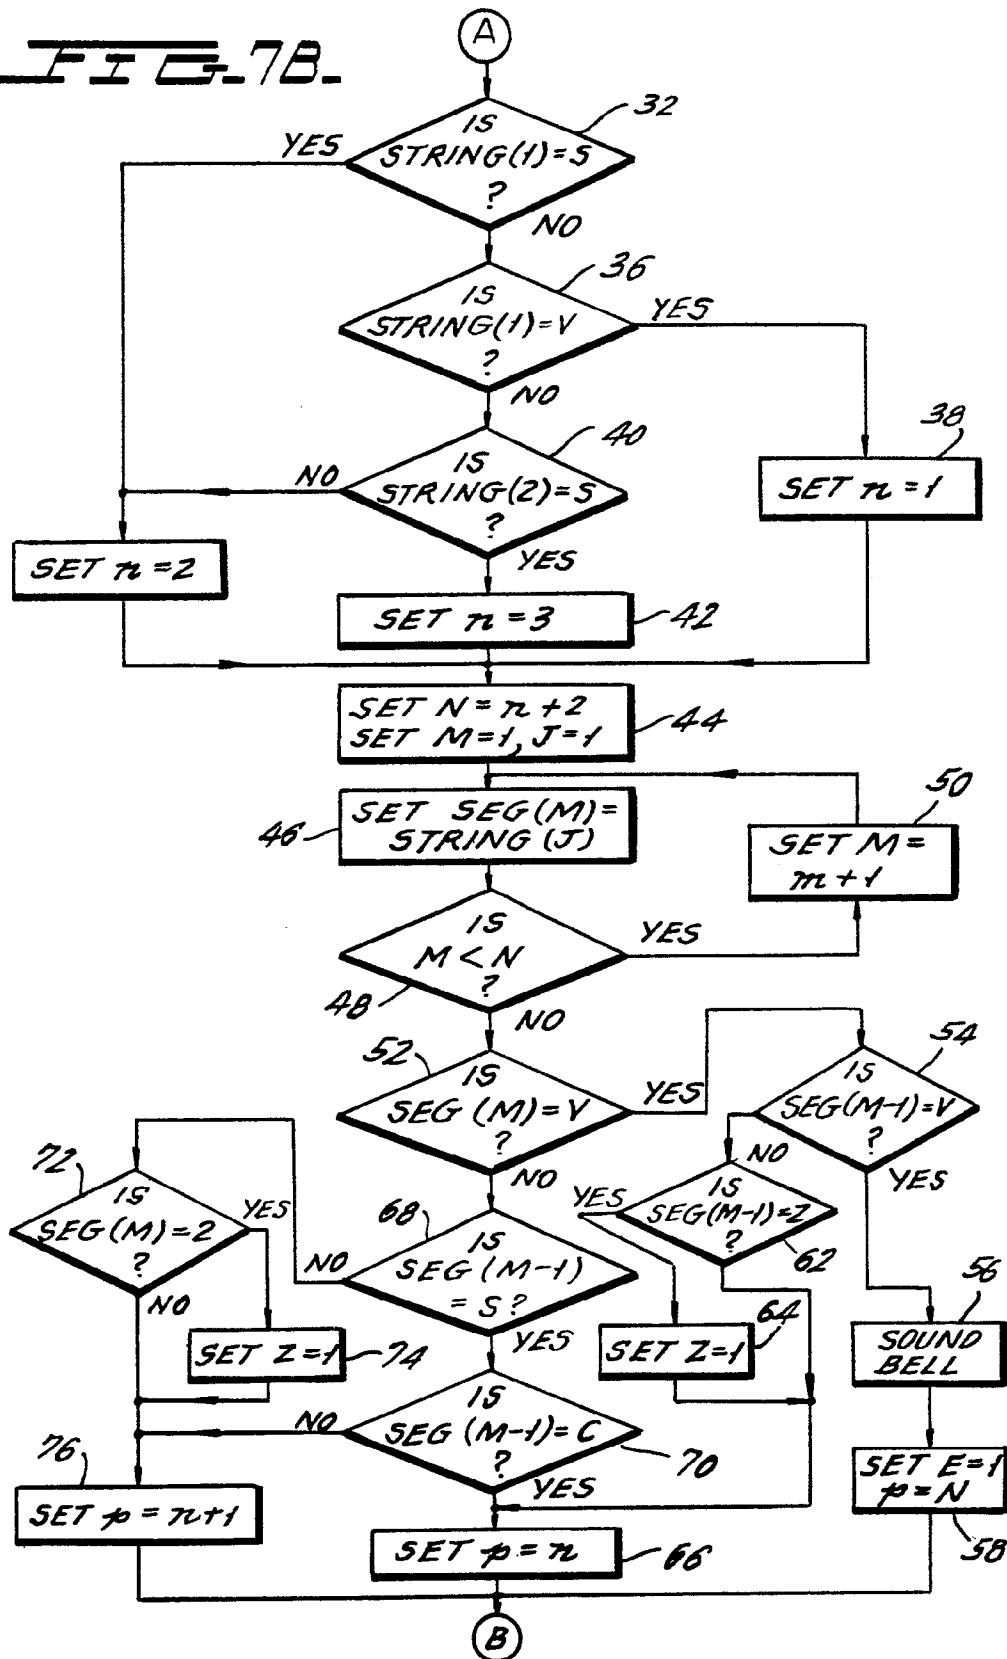 FIG-7B.
A
32
IS
STRING(1)=S
?
YES
NO
36
IS
STRING(1)=V
?
YES
NO
40
IS
STRING(2)=S
?
NO
YES
38
SET n=1
SET n=2
SET n=3
42
SET N=n+2
SET M=1, J=1
44
46
SET SEG(M)=
STRING(J)
50
SET M=
m+1
IS
M<N
?
48
YES
NO
52
IS
SEG(M)=V
?
YES
NO
54
IS
SEG(M-1)=V
?
NO
YES
72
IS
SEG(M)=2
?
YES
NO
68
IS
SEG(M-1)
=S?
NO
YES
YES
IS
SEG(M-1)=Z
?
62
56
SOUND
BELL
SET Z=1
74
64
SET Z=1
IS
SEG(M-1)=C
?
NO
70
YES
SET E=1
p=N
58
76
SET p=n+1
SET p=n
66
B